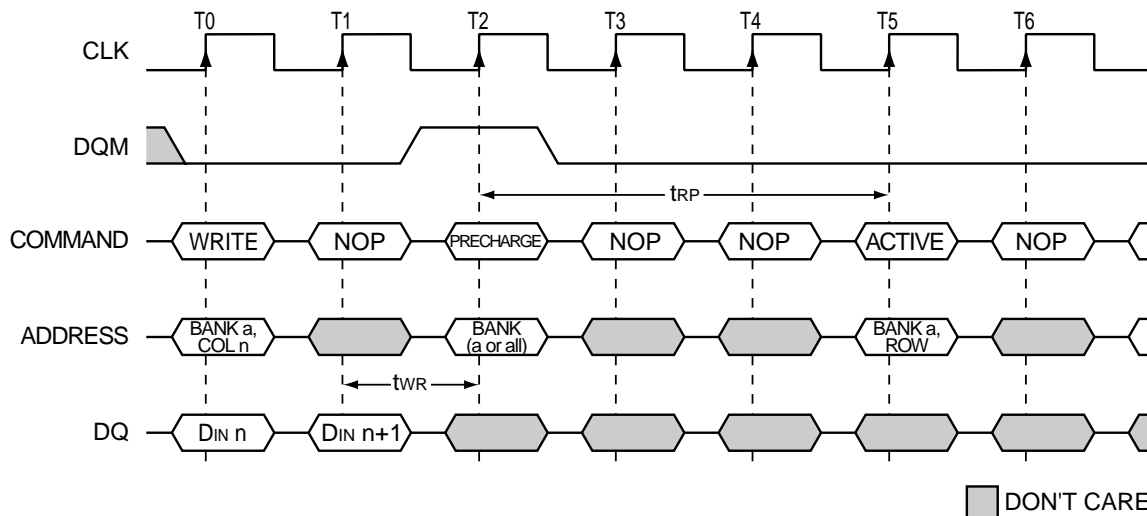 T0 T1 T2 T3 T4 T5 T6
CLK
DQM
tRP
COMMAND WRITE NOP PRECHARGE NOP NOP ACTIVE NOP
ADDRESS BANK a, COL n BANK (a or all) BANK a, ROW
tWR
DQ DIN n DIN n+1
DON'T CARE